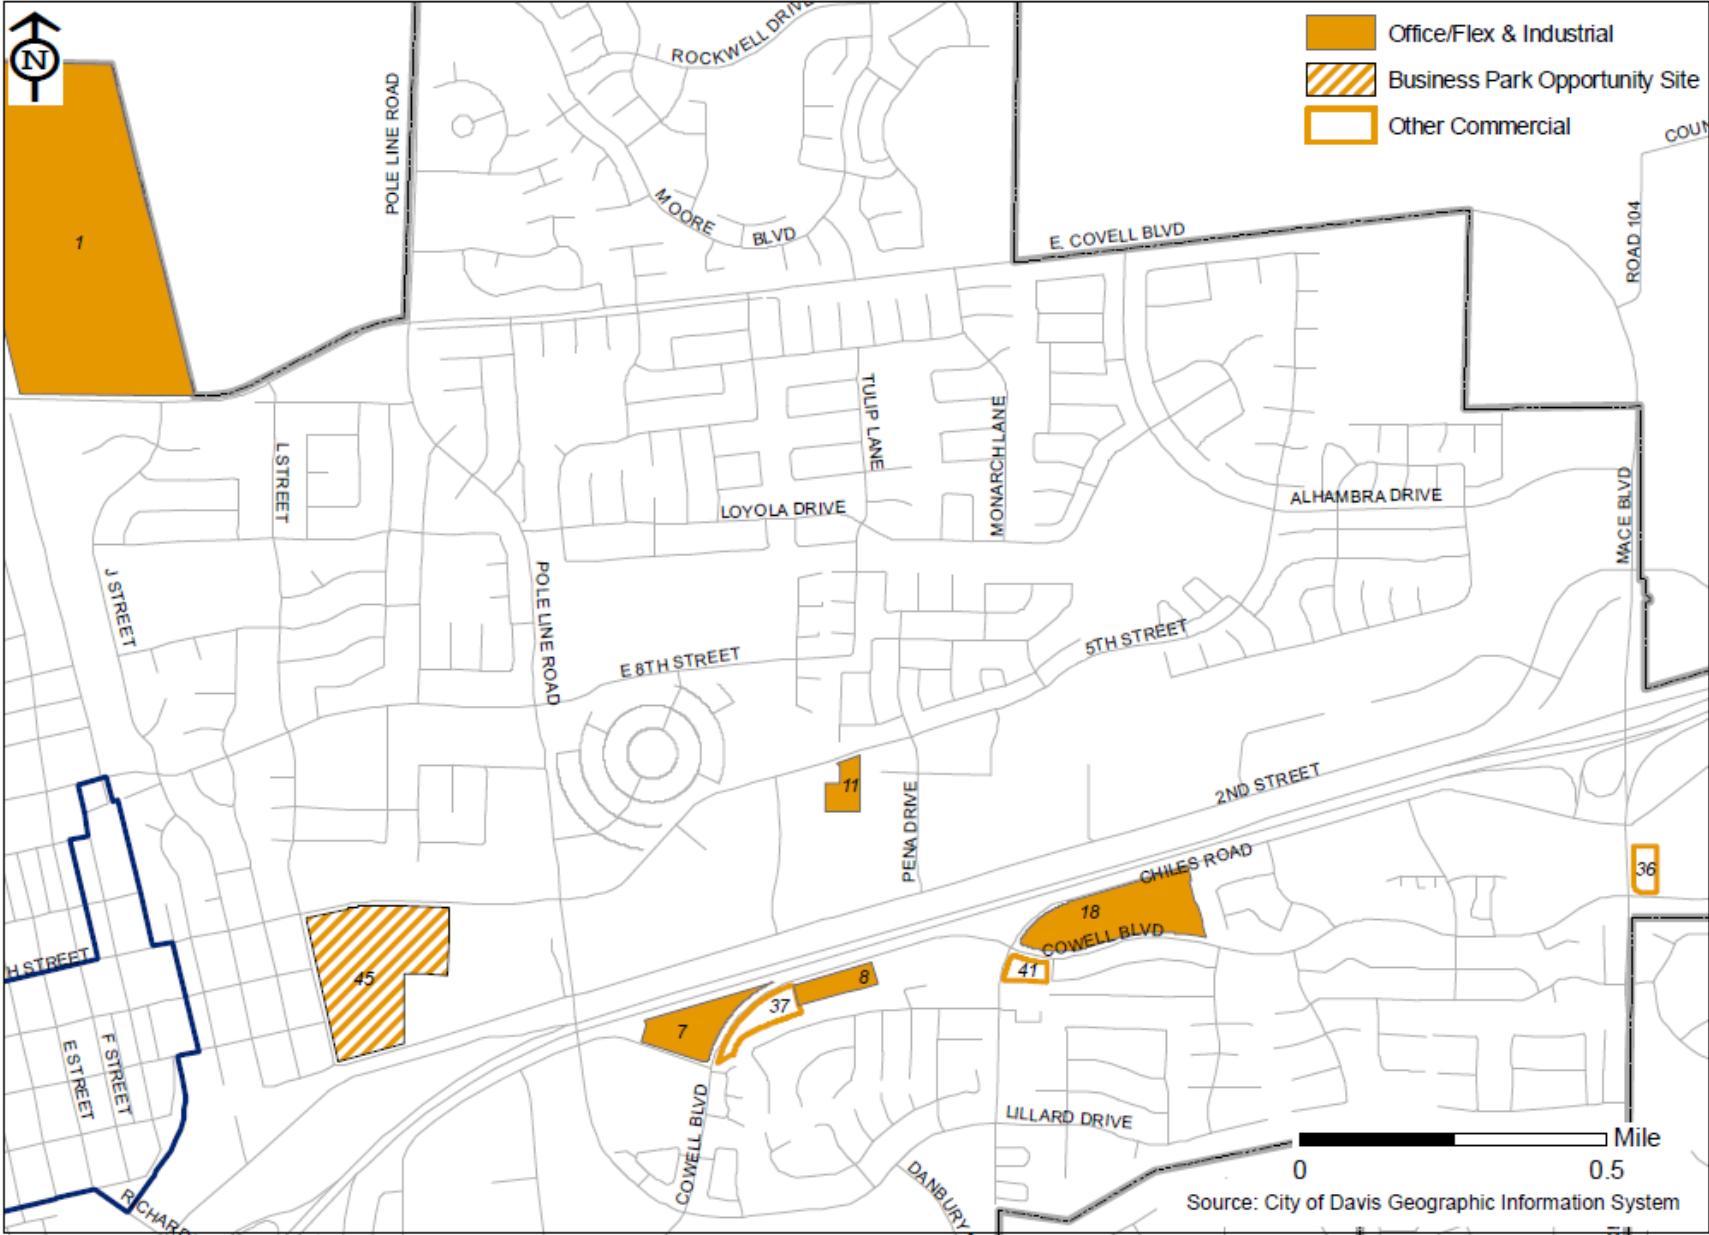 N
ROCKWELL DRIVE
Office/Flex & Industrial
Business Park Opportunity Site
Other Commercial
POLE LINE ROAD
MOORE BLVD
E. COVELL BLVD
ROAD 104
1
TULIP LANE
MONARCH LANE
L STREET
LOYOLA DRIVE
ALHAMBRA DRIVE
MACE BLVD
J STREET
POLE LINE ROAD
E 8TH STREET
5TH STREET
11
PENA DRIVE
2ND STREET
CHILES ROAD
36
18
COWELL BLVD
H STREET
45
41
8
37
7
E STREET
F STREET
COWELL BLVD
LILLARD DRIVE
DANBURY
Mile
0 0.5
Source: City of Davis Geographic Information System